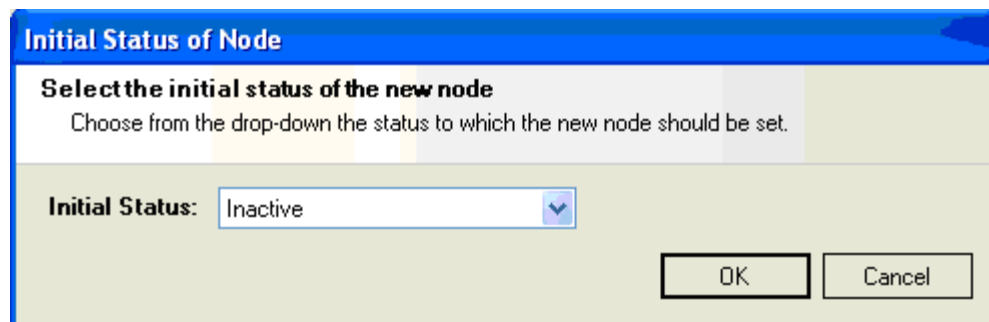 Initial Status of Node
Select the initial status of the new node
Choose from the drop-down the status to which the new node should be set.
Initial Status: Inactive
OK Cancel